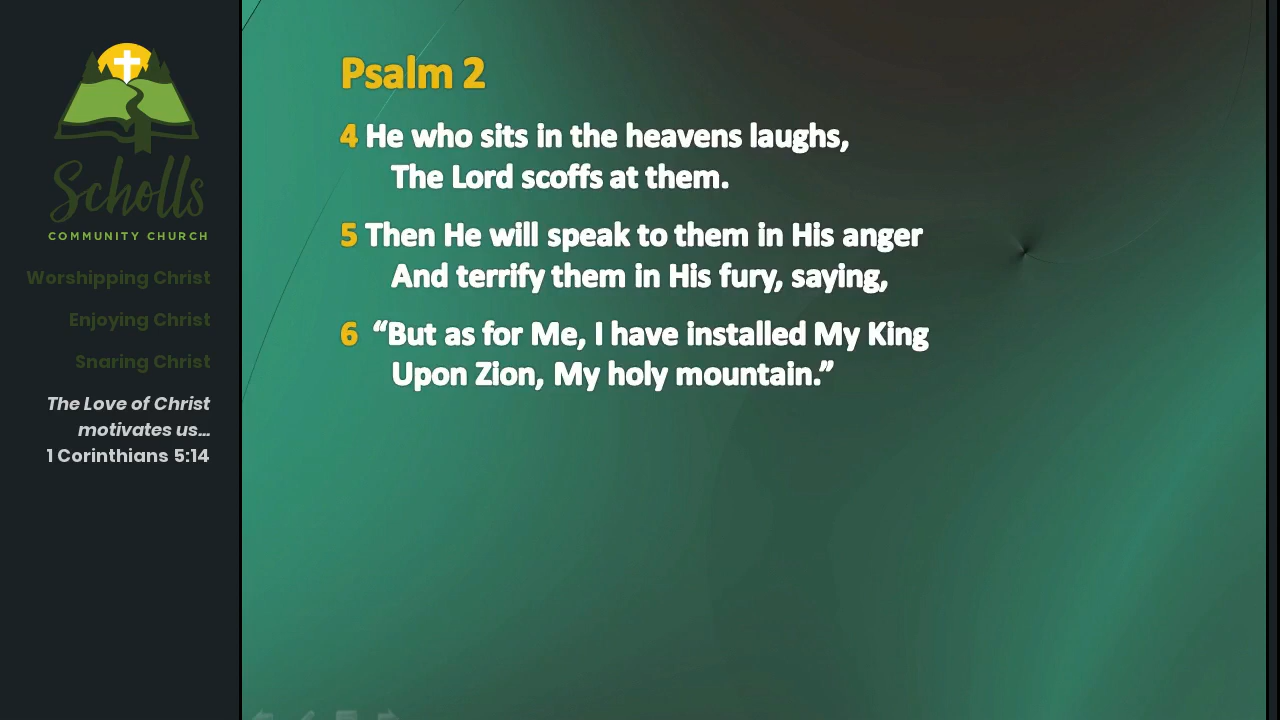 Scholls
COMMUNITY CHURCH
Worshipping Christ
Enjoying Christ
Snaring Christ
The Love of Christ
motivates us...
1 Corinthians 5:14
Psalm 2
4 He who sits in the heavens laughs,
The Lord scoffs at them.
5 Then He will speak to them in His anger
And terrify them in His fury, saying,
6 “But as for Me, I have installed My King
Upon Zion, My holy mountain.”